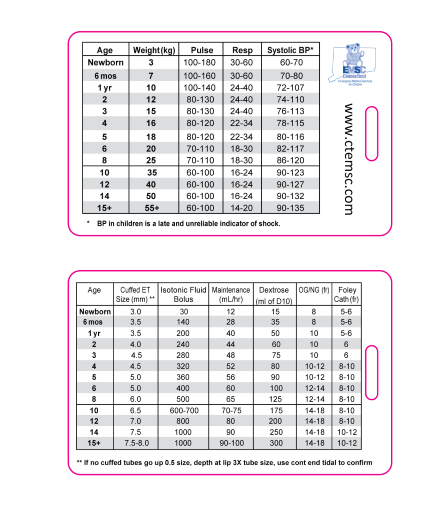 Age Weight(kg) Pulse Resp Systolic BP*
Newborn 3 100-180 30-60 60-70
6 mos 7 100-160 30-60 70-80
1 yr 10 100-140 24-40 72-107
2 12 80-130 24-40 74-110
3 15 80-130 24-40 76-113
4 16 80-120 22-34 78-115
5 18 80-120 22-34 80-116
6 20 70-110 18-30 82-117
8 25 70-110 18-30 86-120
10 35 60-100 16-24 90-123
12 40 60-100 16-24 90-127
14 50 60-100 16-24 90-132
15+ 55+ 60-100 14-20 90-135
* BP in children is a late and unreliable indicator of shock.
EMSC
www.ctemsc.com
Age Cuffed ET Isotonic Fluid Maintenance Dextrose OG/NG (fr) Foley
Size (mm) ** Bolus (mL/hr) (ml of D10) Cath (fr)
Newborn 3.0 30 12 15 8 5-6
6 mos 3.5 140 28 35 8 5-6
1 yr 3.5 200 40 50 10 5-6
2 4.0 240 44 60 10 6
3 4.5 280 48 75 10 6
4 4.5 320 52 80 10-12 8-10
5 5.0 360 56 90 10-12 8-10
6 5.0 400 60 100 12-14 8-10
8 6.0 500 65 125 12-14 8-10
10 6.5 600-700 70-75 175 14-18 8-10
12 7.0 800 80 200 14-18 8-10
14 7.5 1000 90 250 14-18 10-12
15+ 7.5-8.0 1000 90-100 300 14-18 10-12
** If no cuffed tubes go up 0.5 size, depth at lip 3X tube size, use cont end tidal to confirm